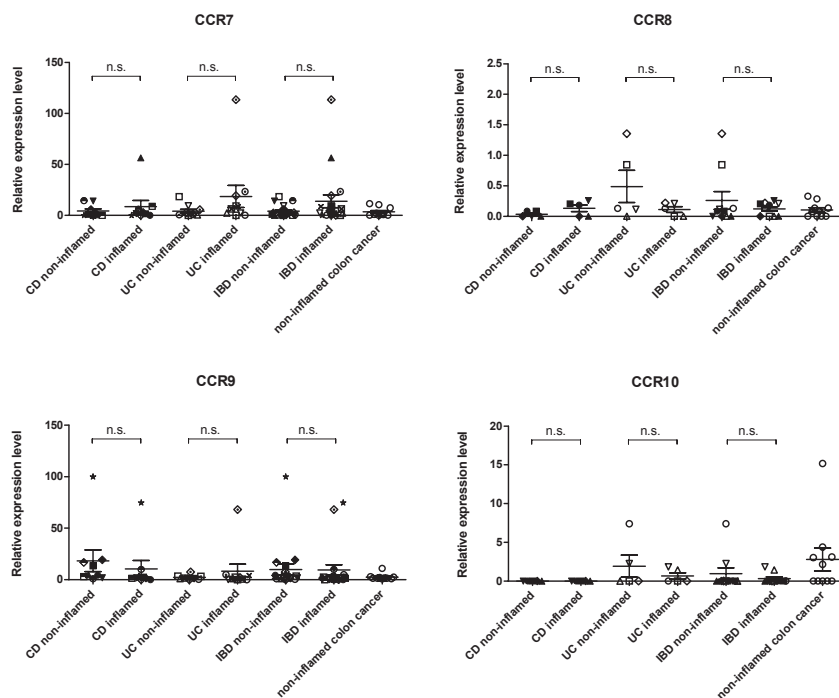 CCR7
Relative expression level
150
100
50
0
n.s.
n.s.
n.s.
CD non-inflamed
CD inflamed
UC non-inflamed
UC inflamed
IBD non-inflamed
IBD inflamed
non-inflamed colon cancer
CCR8
Relative expression level
2.5
2.0
1.5
1.0
0.5
0.0
n.s.
n.s.
n.s.
CD non-inflamed
CD inflamed
UC non-inflamed
UC inflamed
IBD non-inflamed
IBD inflamed
non-inflamed colon cancer
CCR9
Relative expression level
150
100
50
0
n.s.
n.s.
n.s.
CD non-inflamed
CD inflamed
UC non-inflamed
UC inflamed
IBD non-inflamed
IBD inflamed
non-inflamed colon cancer
CCR10
Relative expression level
20
15
10
5
0
n.s.
n.s.
n.s.
CD non-inflamed
CD inflamed
UC non-inflamed
UC inflamed
IBD non-inflamed
IBD inflamed
non-inflamed colon cancer